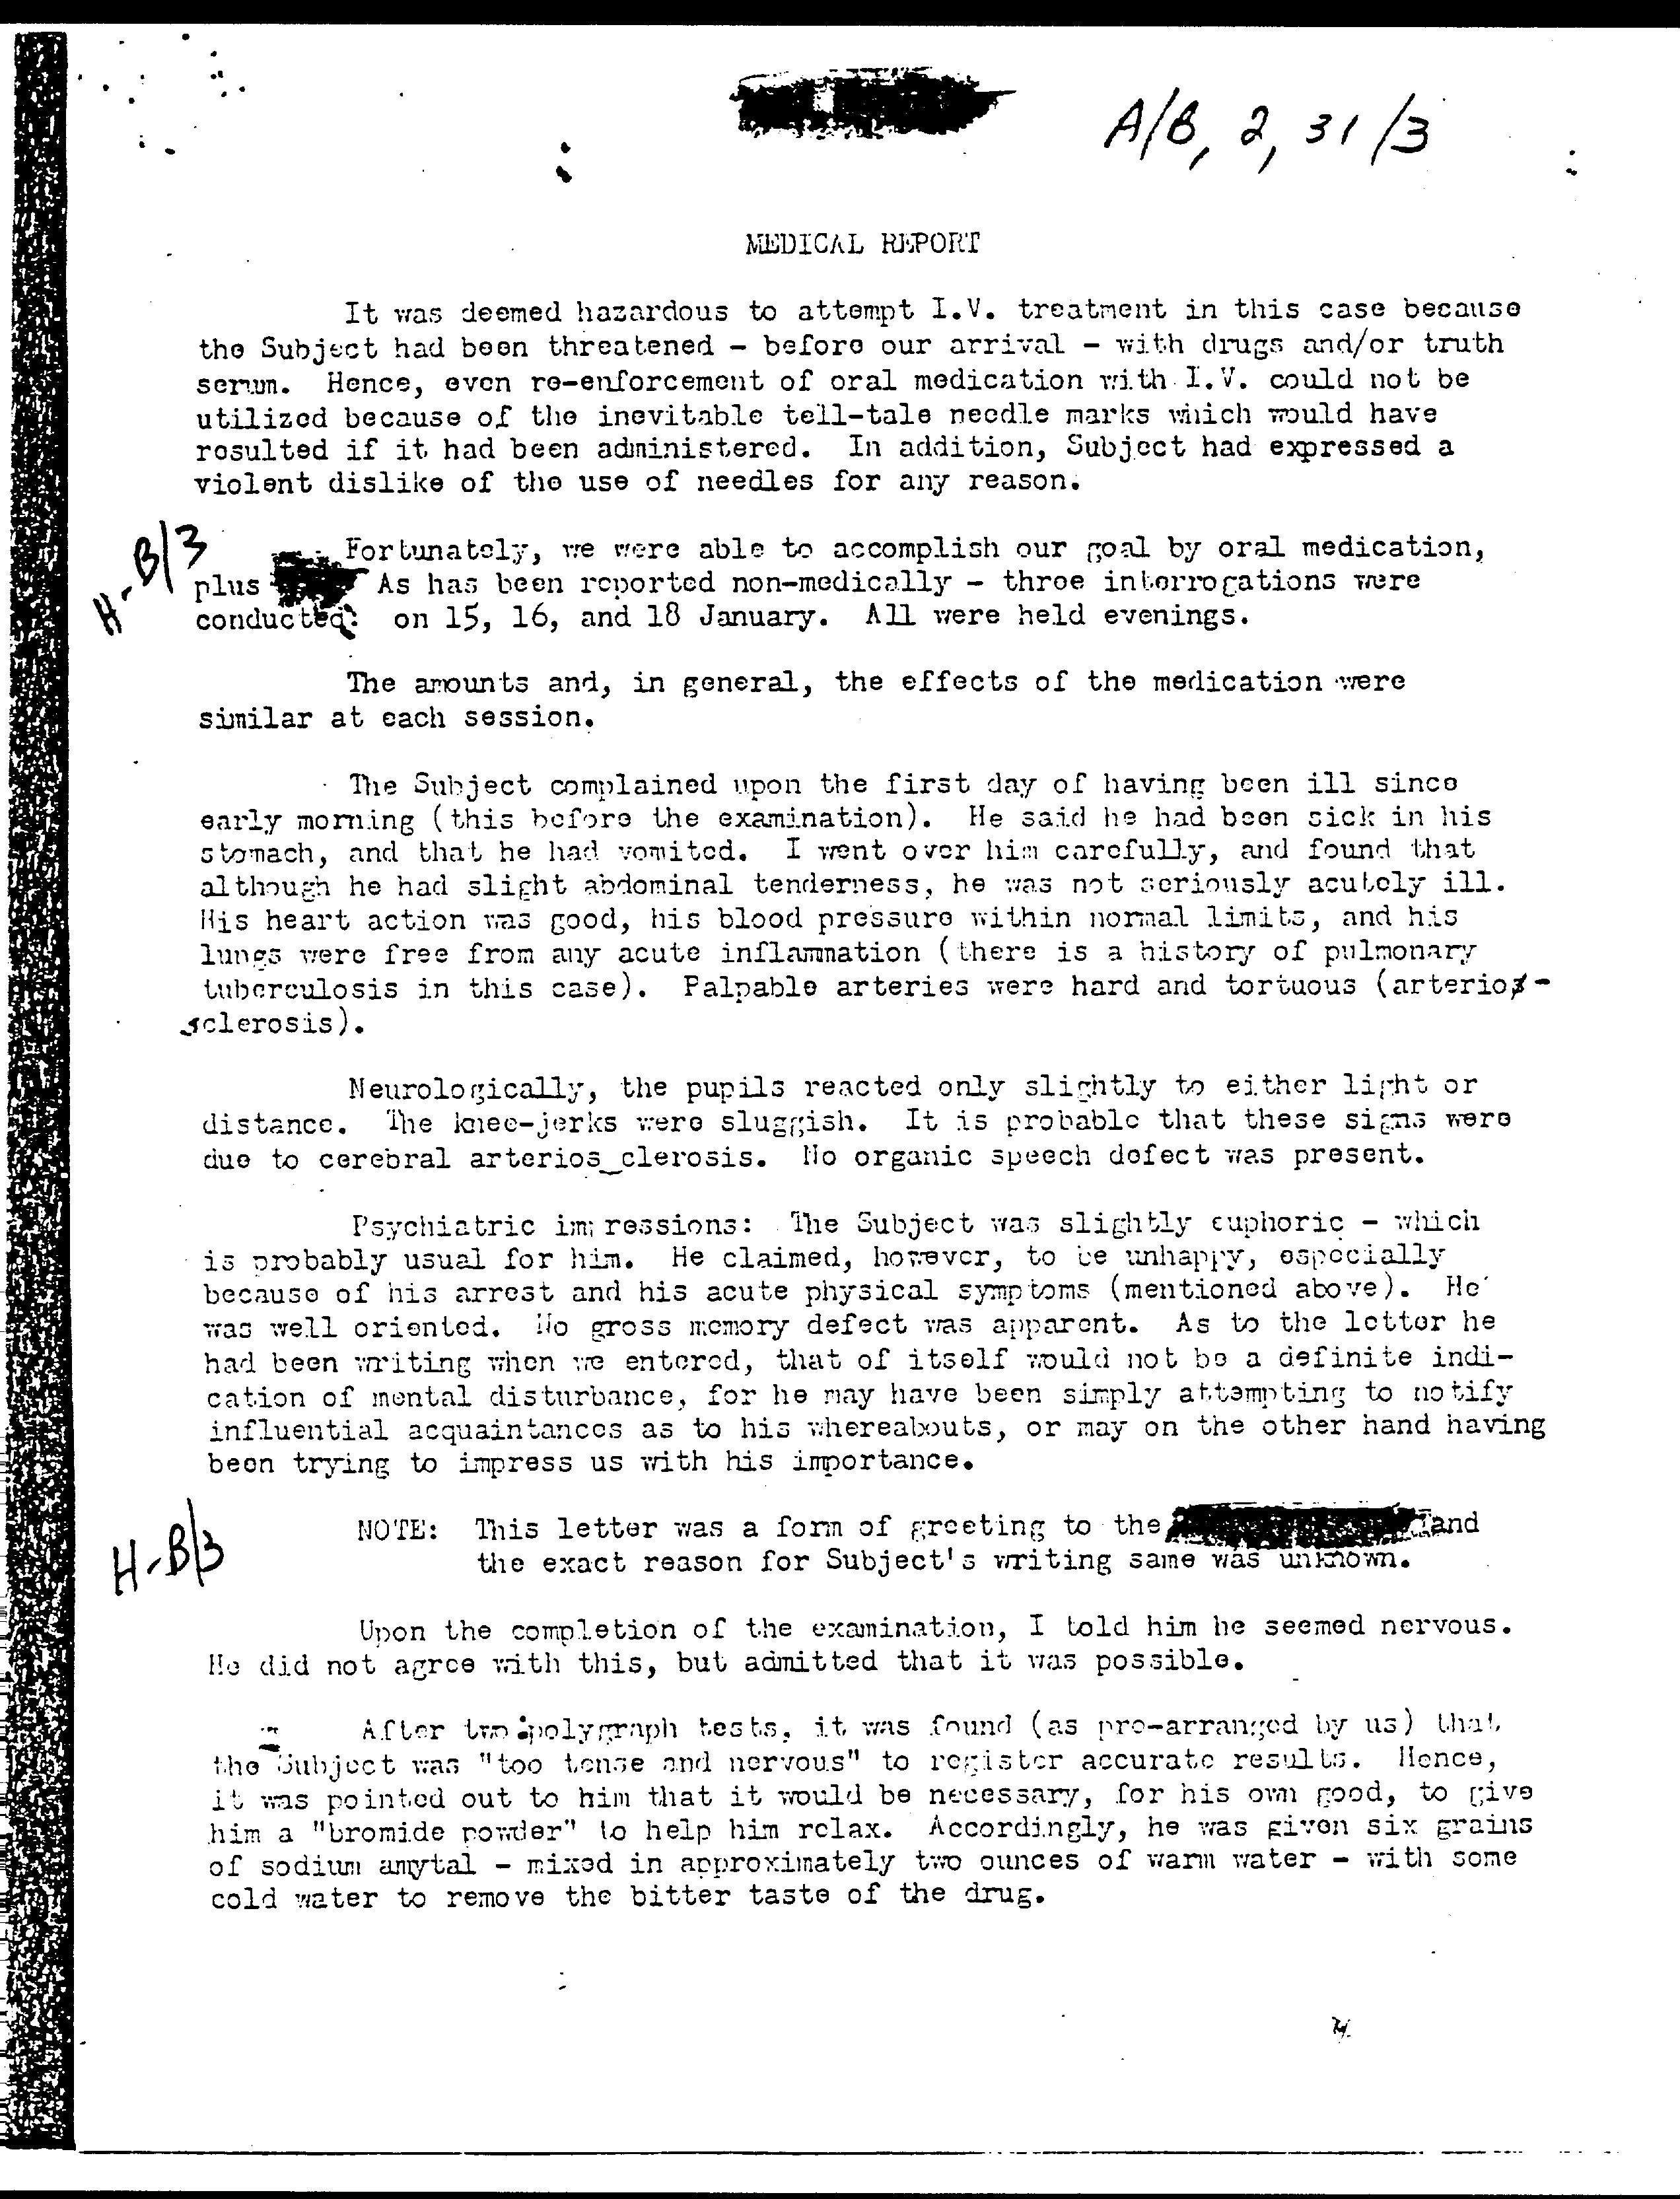 A/B, 2, 31/3
MEDICAL REPORT
It was deemed hazardous to attempt I.V. treatment in this case because
the Subject had been threatened - before our arrival - with drugs and/or truth
serum. Hence, even re-enforcement of oral medication with I.V. could not be
utilized because of the inevitable tell-tale needle marks which would have
resulted if it had been administered. In addition, Subject had expressed a
violent dislike of the use of needles for any reason.
H-B/3
Fortunately, we were able to accomplish our goal by oral medication,
plus As has been reported non-medically - three interrogations were
conducted: on 15, 16, and 18 January. All were held evenings.
The amounts and, in general, the effects of the medication were
similar at each session.
The Subject complained upon the first day of having been ill since
early morning (this before the examination). He said he had been sick in his
stomach, and that he had vomited. I went over him carefully, and found that
although he had slight abdominal tenderness, he was not seriously acutely ill.
His heart action was good, his blood pressure within normal limits, and his
lungs were free from any acute inflammation (there is a history of pulmonary
tuberculosis in this case). Palpable arteries were hard and tortuous (arterio-
sclerosis).
Neurologically, the pupils reacted only slightly to either light or
distance. The knee-jerks were sluggish. It is probable that these signs were
due to cerebral arterios_clerosis. No organic speech defect was present.
Psychiatric im ressions: The Subject was slightly euphoric - which
is probably usual for him. He claimed, however, to be unhappy, especially
because of his arrest and his acute physical symptoms (mentioned above). He
was well oriented. No gross memory defect was apparent. As to the letter he
had been writing when we entered, that of itself would not be a definite indi-
cation of mental disturbance, for he may have been simply attempting to notify
influential acquaintances as to his whereabouts, or may on the other hand having
been trying to impress us with his importance.
H-B/3
NOTE: This letter was a form of greeting to the and
the exact reason for Subject's writing same was unknown.
Upon the completion of the examination, I told him he seemed nervous.
He did not agree with this, but admitted that it was possible.
After two polygraph tests, it was found (as pre-arranged by us) that
the Subject was "too tense and nervous" to register accurate results. Hence,
it was pointed out to him that it would be necessary, for his own good, to give
him a "bromide powder" to help him relax. Accordingly, he was given six grains
of sodium amytal - mixed in approximately two ounces of warm water - with some
cold water to remove the bitter taste of the drug.